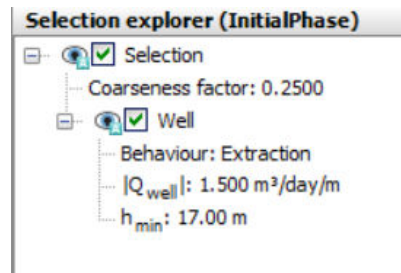 Selection explorer (InitialPhase)
Selection
Coarseness factor: 0.2500
Well
Behaviour: Extraction
|Q well|: 1.500 m³/day/m
h min: 17.00 m